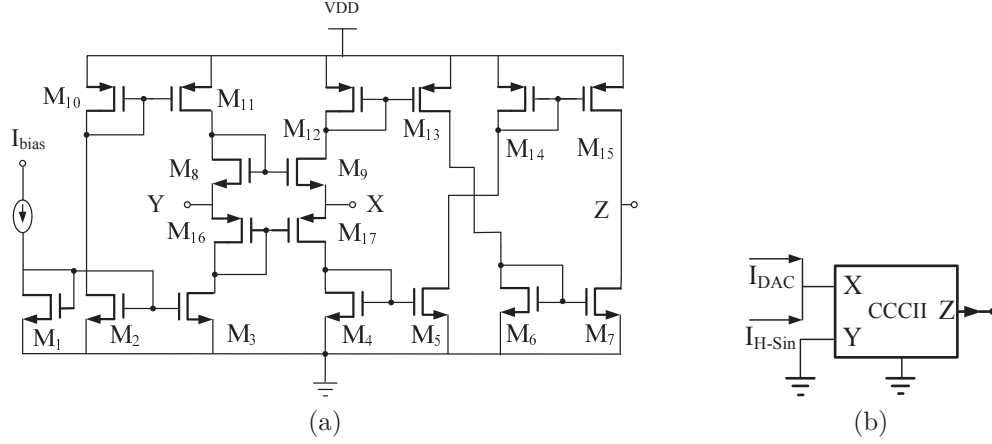 VDD
M10
M11
M12
M13
M14
M15
Ibias
M8
M9
Y
X
Z
M16
M17
M1
M2
M3
M4
M5
M6
M7
IDAC
X
CCCII
Z
IH-Sin
Y
(a)
(b)